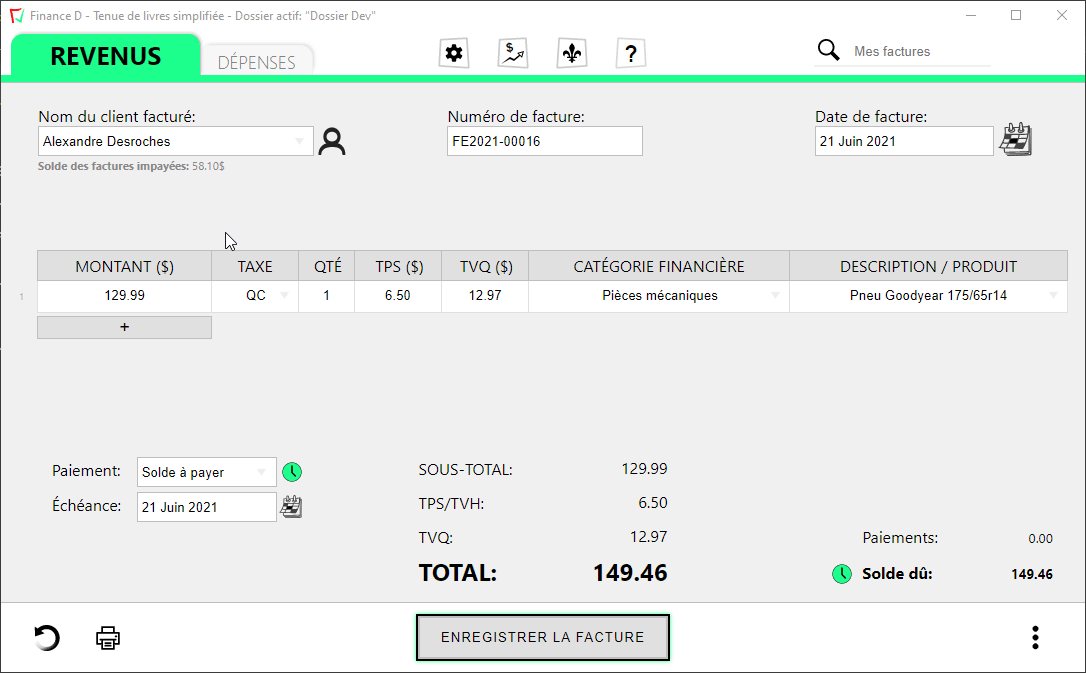 Finance D - Tenue de livres simplifiée - Dossier actif: "Dossier Dev"
REVENUS
DÉPENSES
$
?
Mes factures
Nom du client facturé:
Numéro de facture:
Date de facture:
Alexandre Desroches
FE2021-00016
21 Juin 2021
Solde des factures impayées: 58.10$
MONTANT ($) TAXE QTÉ TPS ($) TVQ ($) CATÉGORIE FINANCIÈRE DESCRIPTION / PRODUIT
1 129.99 QC 1 6.50 12.97 Pièces mécaniques Pneu Goodyear 175/65r14
+
Paiement: Solde à payer
Échéance: 21 Juin 2021
SOUS-TOTAL: 129.99
TPS/TVH: 6.50
TVQ: 12.97
TOTAL: 149.46
Paiements: 0.00
Solde dû: 149.46
ENREGISTRER LA FACTURE